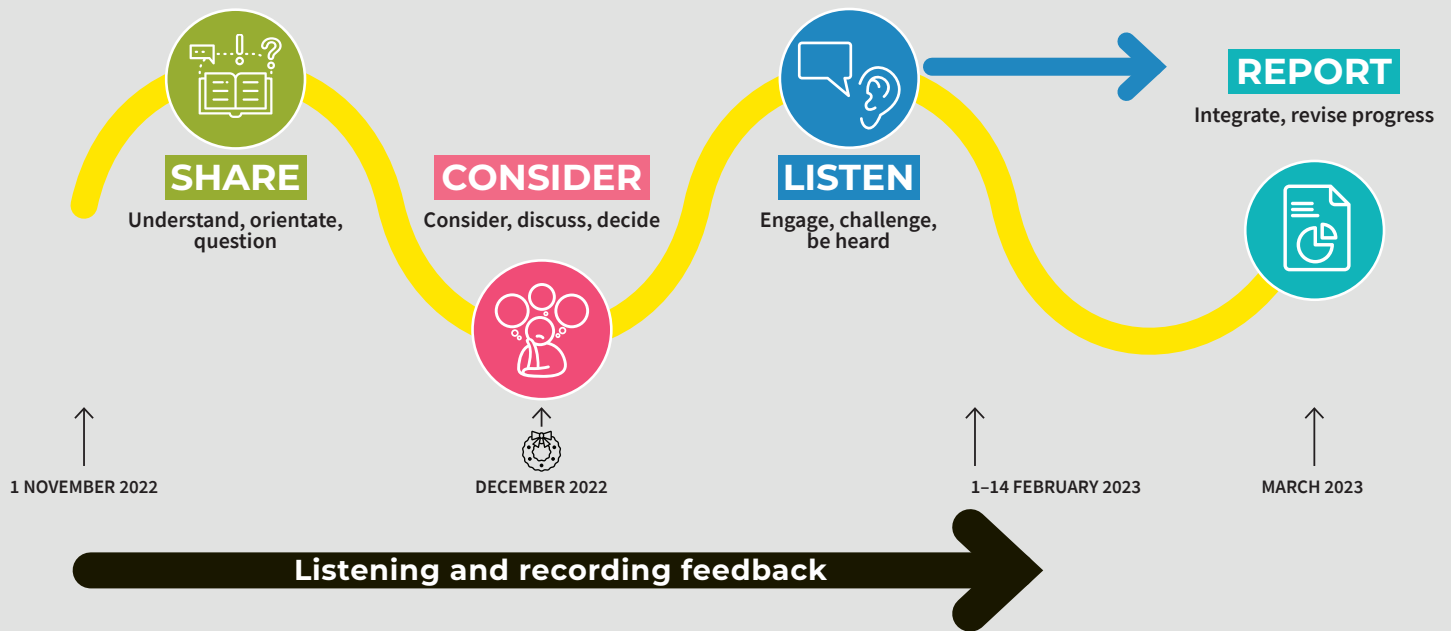 SHARE
Understand, orientate,
question
CONSIDER
Consider, discuss, decide
LISTEN
Engage, challenge,
be heard
REPORT
Integrate, revise progress
1 NOVEMBER 2022
DECEMBER 2022
1–14 FEBRUARY 2023
MARCH 2023
Listening and recording feedback